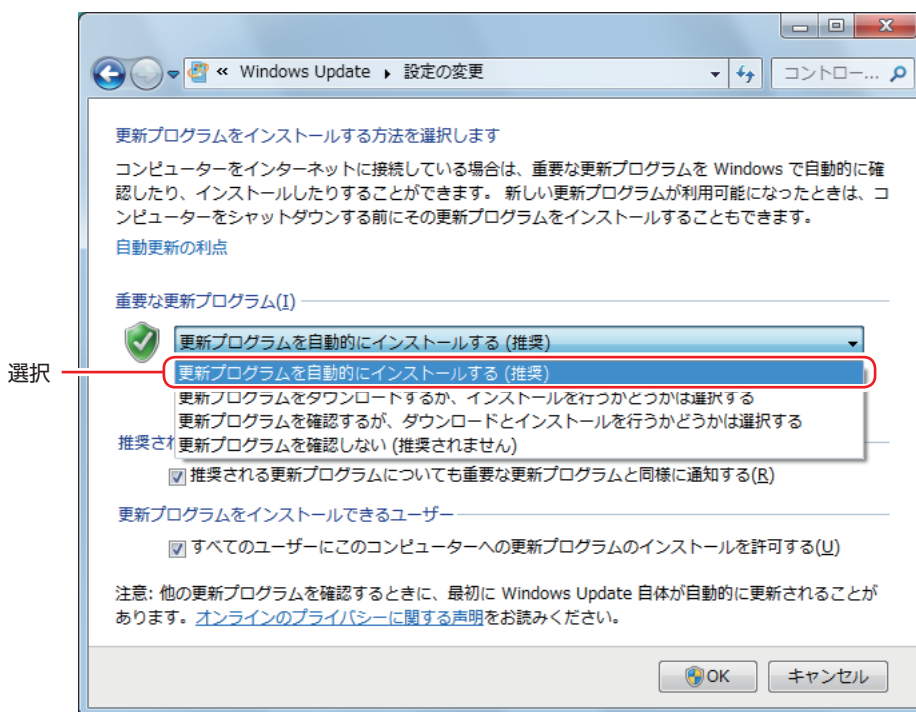 « Windows Update ▸ 設定の変更
コントロー...
更新プログラムをインストールする方法を選択します
コンピューターをインターネットに接続している場合は、重要な更新プログラムを Windows で自動的に確
認したり、インストールしたりすることができます。 新しい更新プログラムが利用可能になったときは、コ
ンピューターをシャットダウンする前にその更新プログラムをインストールすることもできます。
自動更新の利点
重要な更新プログラム(I)
更新プログラムを自動的にインストールする (推奨)
選択
更新プログラムを自動的にインストールする (推奨)
更新プログラムをダウンロードするか、インストールを行うかどうかは選択する
更新プログラムを確認するが、ダウンロードとインストールを行うかどうかは選択する
推奨さ
更新プログラムを確認しない (推奨されません)
推奨される更新プログラムについても重要な更新プログラムと同様に通知する(R)
更新プログラムをインストールできるユーザー
すべてのユーザーにこのコンピューターへの更新プログラムのインストールを許可する(U)
注意: 他の更新プログラムを確認するときに、最初に Windows Update 自体が自動的に更新されることが
あります。オンラインのプライバシーに関する声明をお読みください。
OK
キャンセル